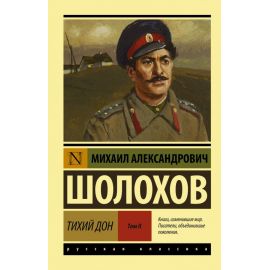 N
МИХАИЛ АЛЕКСАНДРОВИЧ
ШОЛОХОВ
ТИХИЙ ДОН
Том II
Книги, изменившие мир.
Писатели, объединившие
поколения.
русская классика